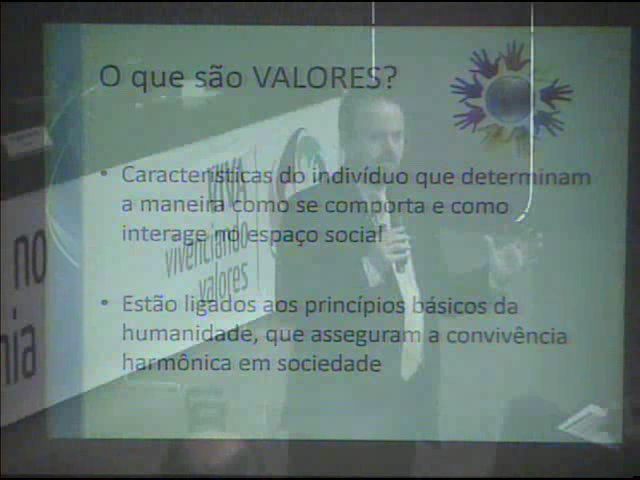 O que são VALORES?
• Características do indivíduo que determinam
a maneira como se comporta e como
interage no espaço social
• Estão ligados aos princípios básicos da
humanidade, que asseguram a convivência
harmônica em sociedade
VIVA
vivenciando
valores
no
nia